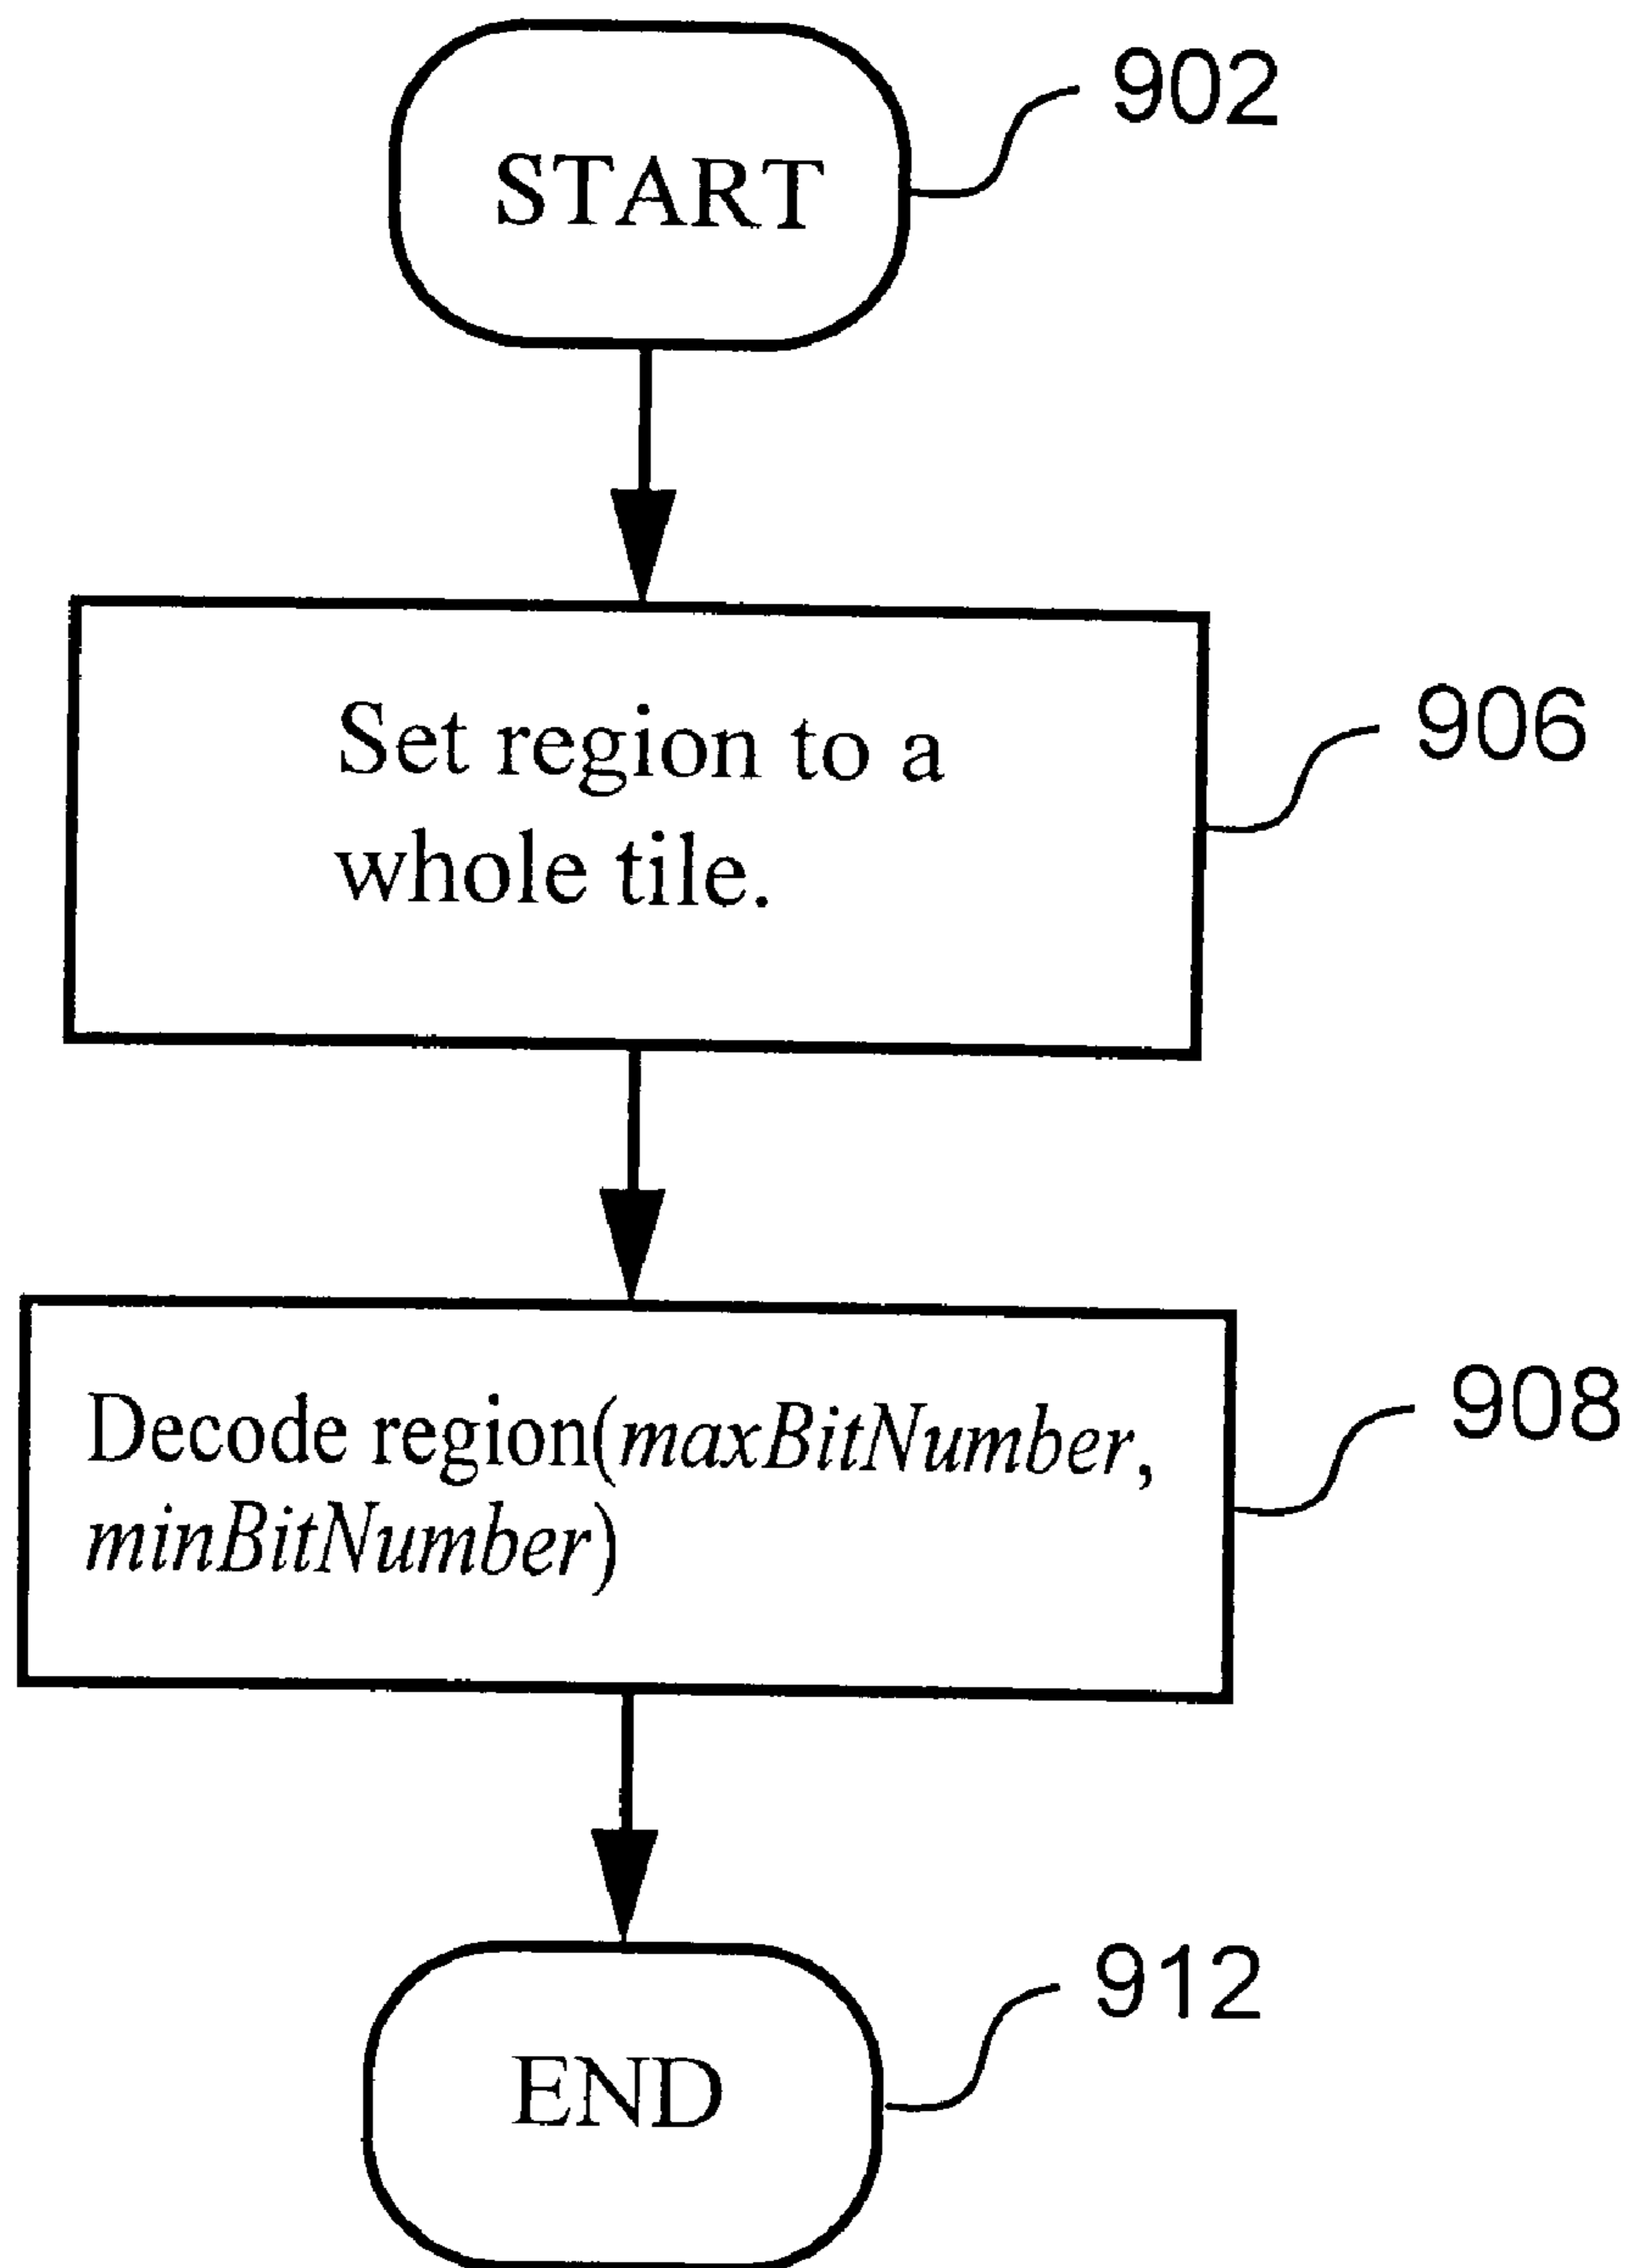 START
902
Set region to a
whole tile.
906
Decode region(maxBitNumber,
minBitNumber)
908
END
912